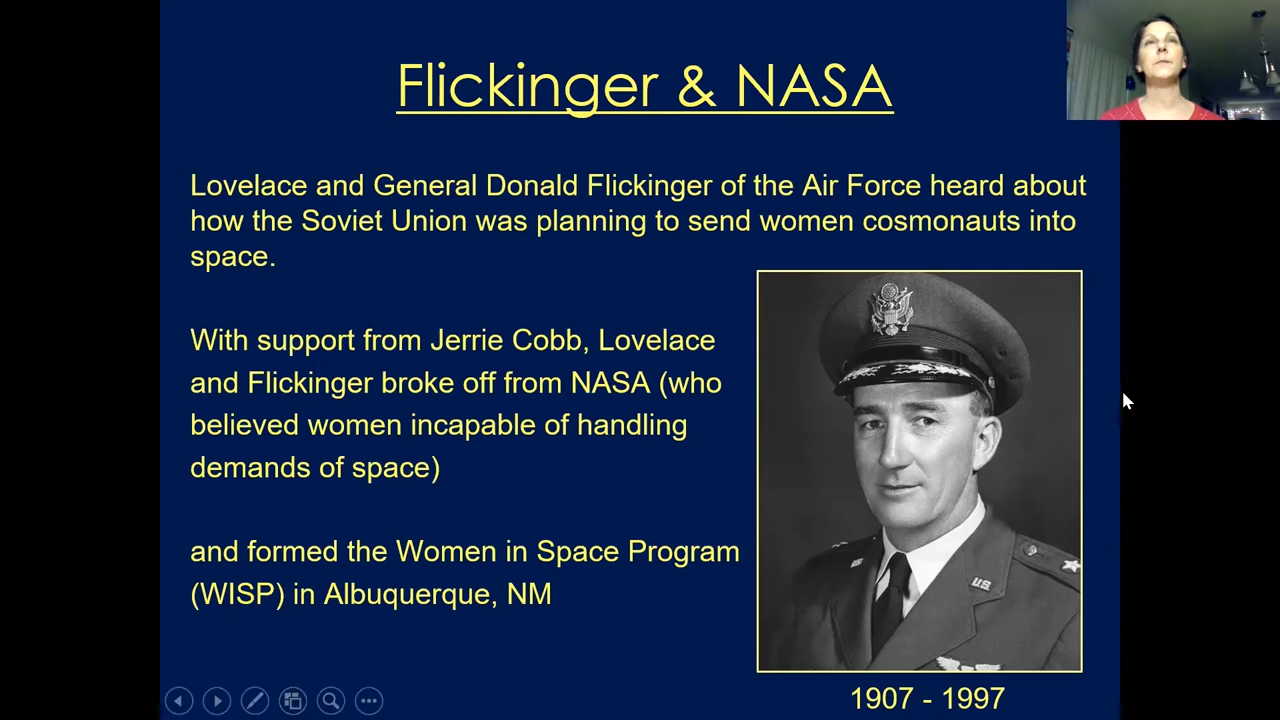 Flickinger & NASA
Lovelace and General Donald Flickinger of the Air Force heard about
how the Soviet Union was planning to send women cosmonauts into
space.
With support from Jerrie Cobb, Lovelace
and Flickinger broke off from NASA (who
believed women incapable of handling
demands of space)
and formed the Women in Space Program
(WISP) in Albuquerque, NM
US
1907 - 1997